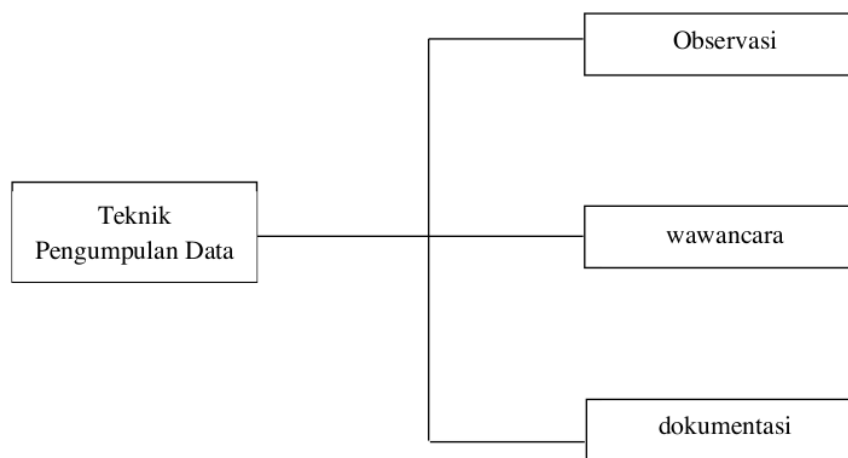 Observasi
Teknik
Pengumpulan Data
wawancara
dokumentasi